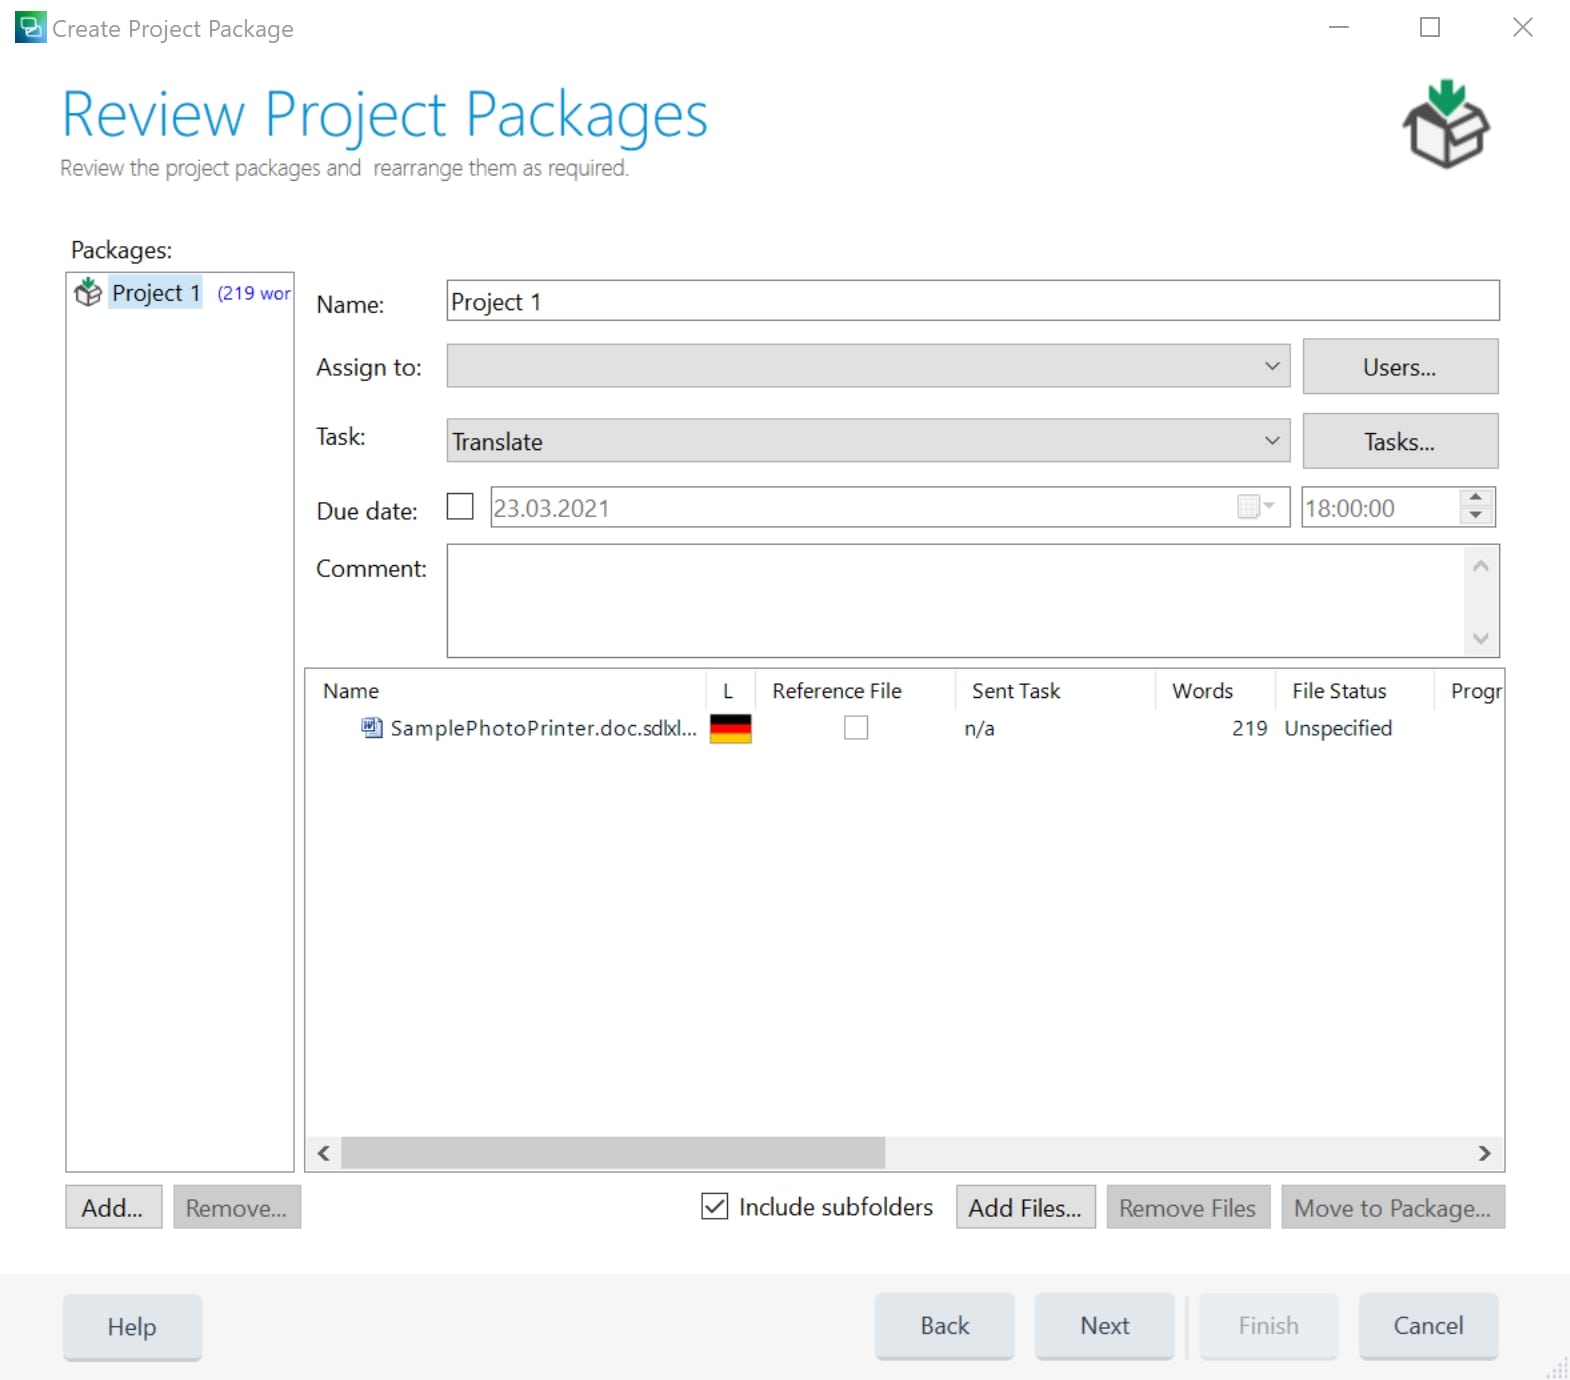 Create Project Package
Review Project Packages
Review the project packages and rearrange them as required.
Packages:
Project 1 (219 wor
Name: Project 1
Assign to: Users...
Task: Translate Tasks...
Due date: 23.03.2021 18:00:00
Comment:
Name L Reference File Sent Task Words File Status Progr
SamplePhotoPrinter.doc.sdlxl... n/a 219 Unspecified
Add... Remove... Include subfolders Add Files... Remove Files Move to Package...
Help Back Next Finish Cancel